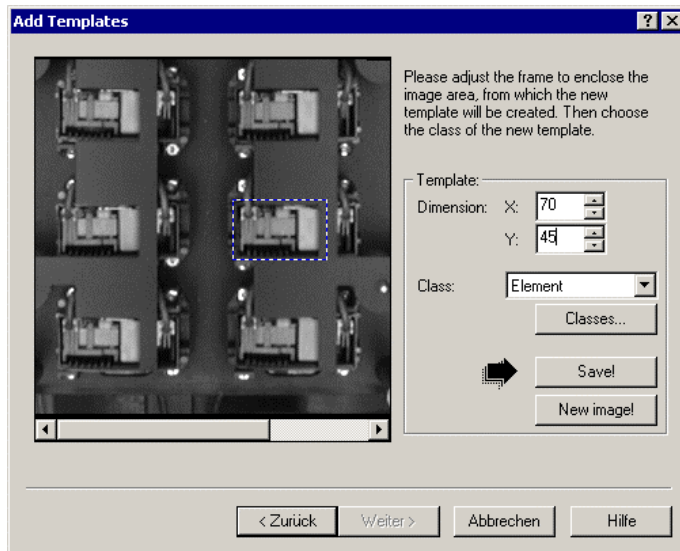 Add Templates
Please adjust the frame to enclose the
image area, from which the new
template will be created. Then choose
the class of the new template.
Template:
Dimension: X: 70
Y: 45
Class: Element
Classes...
Save!
New image!
< Zurück Weiter > Abbrechen Hilfe